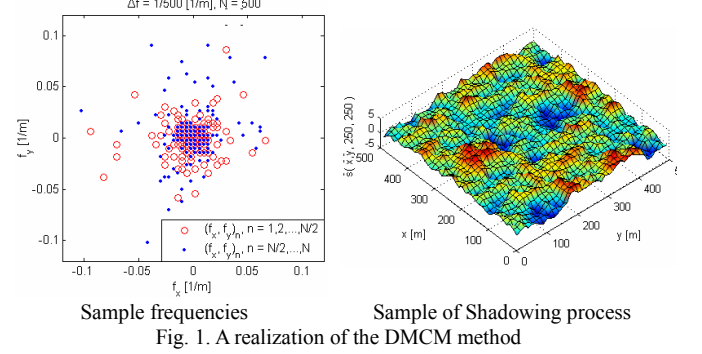 Δf = 1/500 [1/m], N = 500
0.1
0.05
0
-0.05
-0.1
f_y [1/m]
-0.1
-0.05
0
0.05
0.1
f_x [1/m]
(f_x, f_y)_n, n = 1,2,...,N/2
(f_x, f_y)_n, n = N/2,...,N
5
0
-5
ŝ( x, y, 250, 250 )
500
400
300
200
100
0
x [m]
0
100
200
300
400
y [m]
Sample frequencies
Sample of Shadowing process
Fig. 1. A realization of the DMCM method